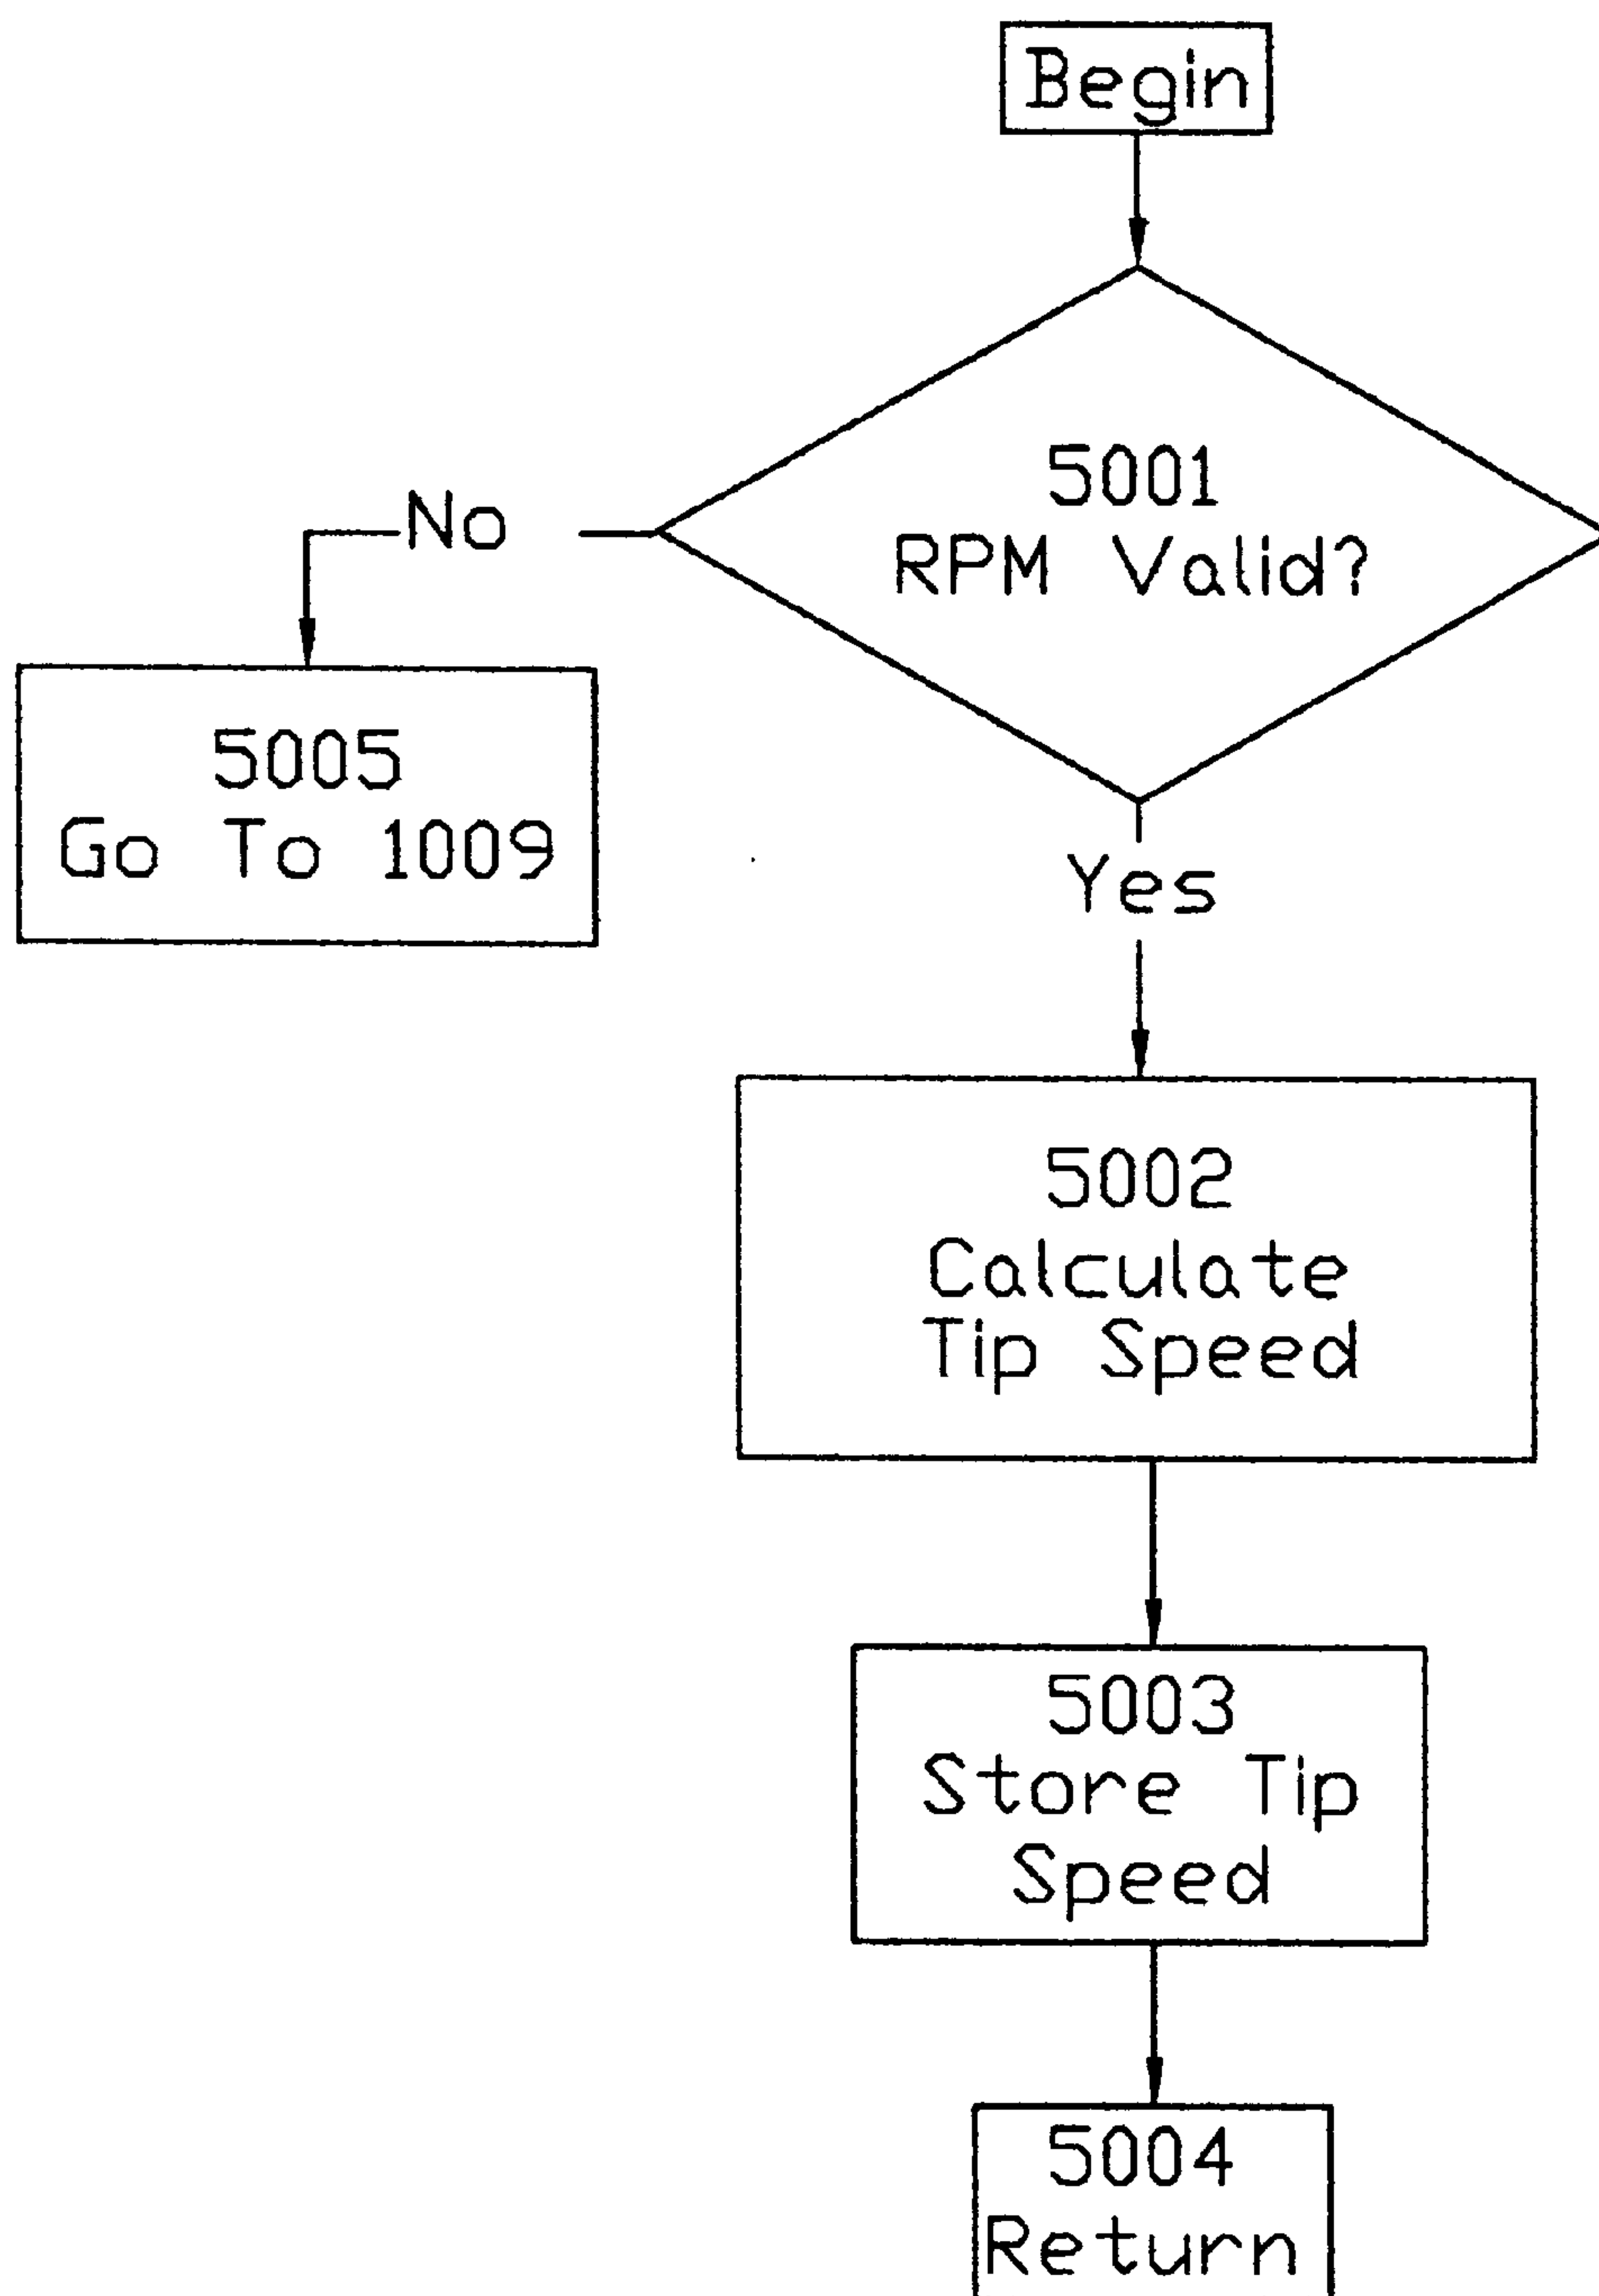 Begin
5001
RPM Valid?
No
5005
Go To 1009
Yes
5002
Calculate
Tip Speed
5003
Store Tip
Speed
5004
Return